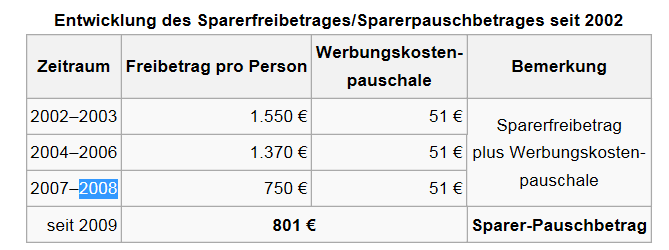 Entwicklung des Sparerfreibetrages/Sparerpauschbetrages seit 2002
Zeitraum Freibetrag pro Person Werbungskosten-
pauschale Bemerkung
2002–2003 1.550 € 51 € Sparerfreibetrag
plus Werbungskosten-
pauschale
2004–2006 1.370 € 51 €
2007–2008 750 € 51 €
seit 2009 801 € Sparer-Pauschbetrag